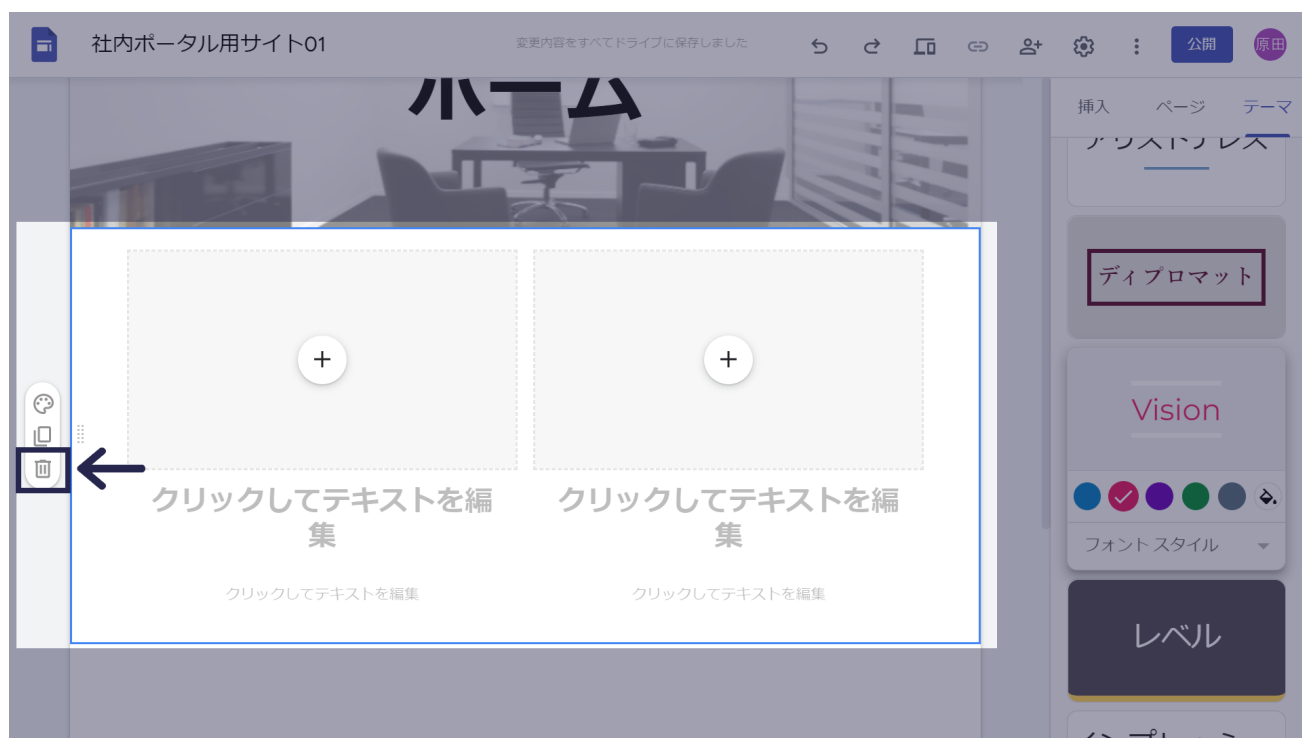 社内ポータル用サイト01
変更内容をすべてドライブに保存しました
公開
原田
ホーム
挿入
ページ
テーマ
アリストテレス
ディプロマット
Vision
フォント スタイル
レベル
クリックしてテキストを編
集
クリックしてテキストを編集
クリックしてテキストを編
集
クリックしてテキストを編集